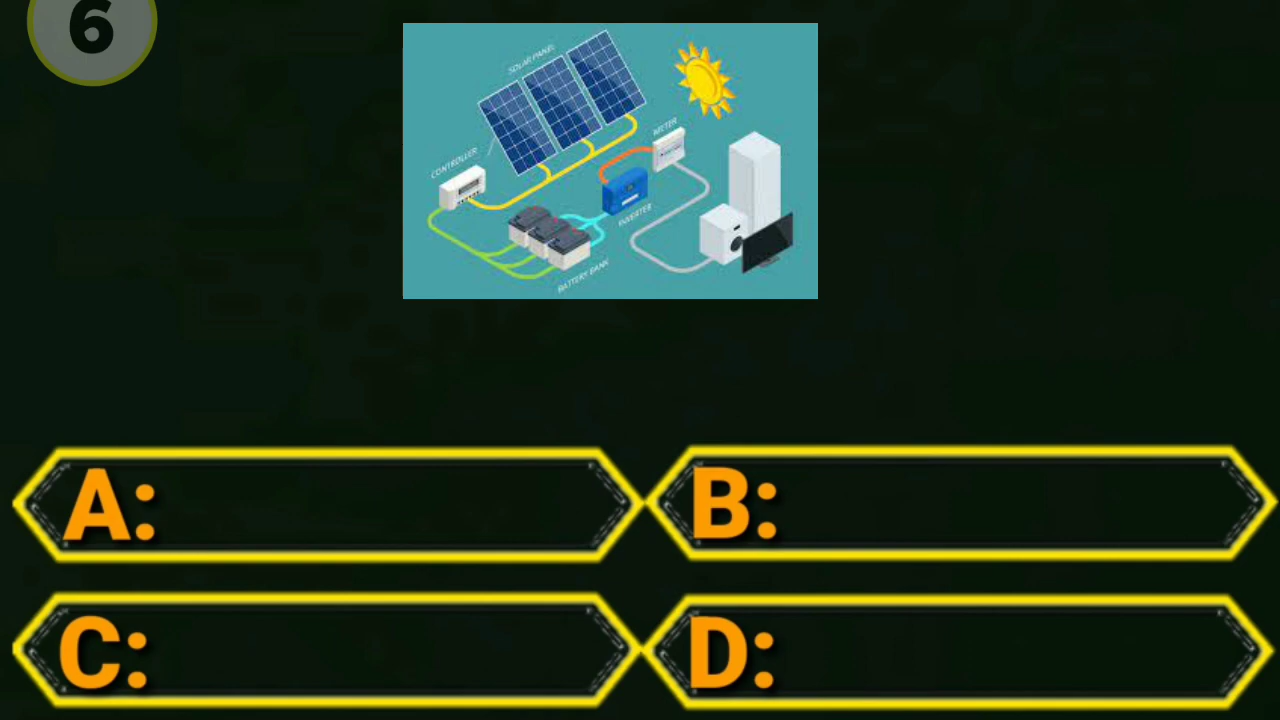 6
SOLAR PANEL
METER
CONTROLLER
INVERTER
BATTERY BANK
A:
B:
C:
D: